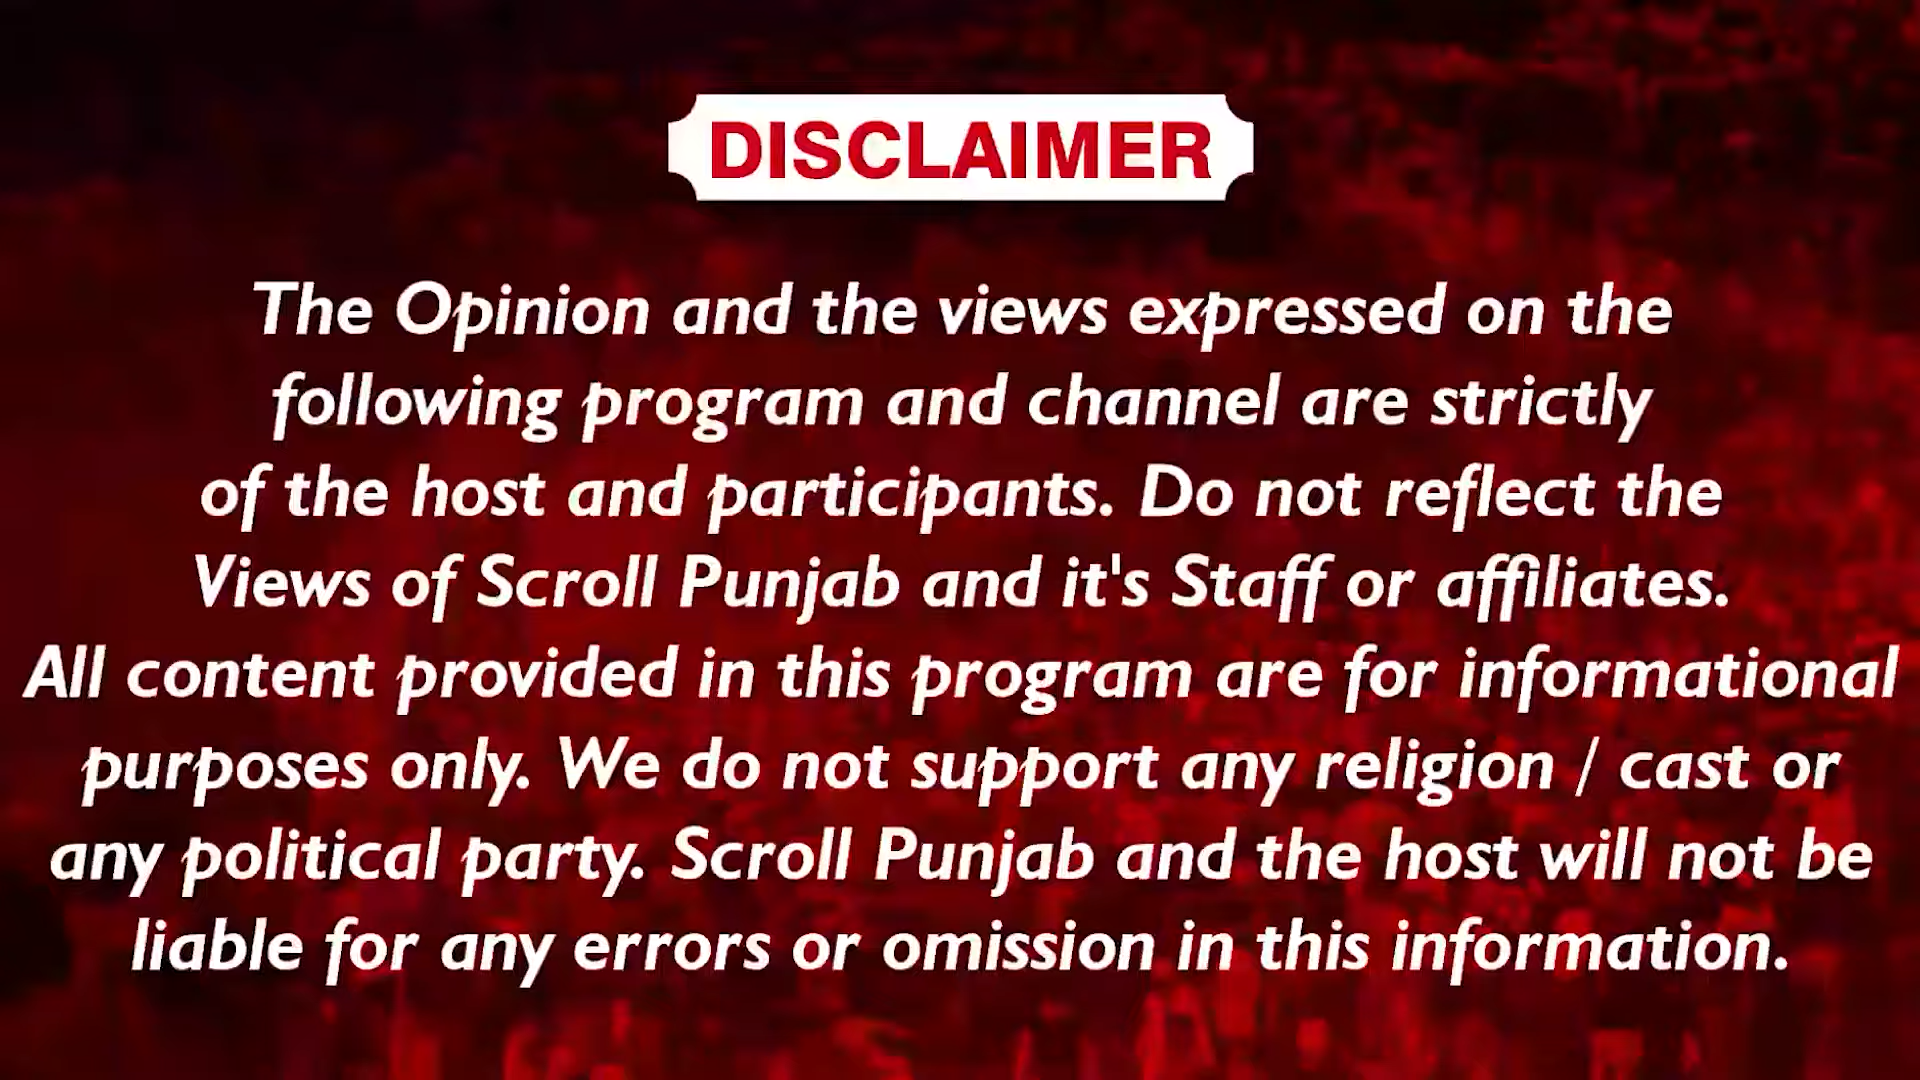 DISCLAIMER
The Opinion and the views expressed on the
following program and channel are strictly
of the host and participants. Do not reflect the
Views of Scroll Punjab and it's Staff or affiliates.
All content provided in this program are for informational
purposes only. We do not support any religion / cast or
any political party. Scroll Punjab and the host will not be
liable for any errors or omission in this information.